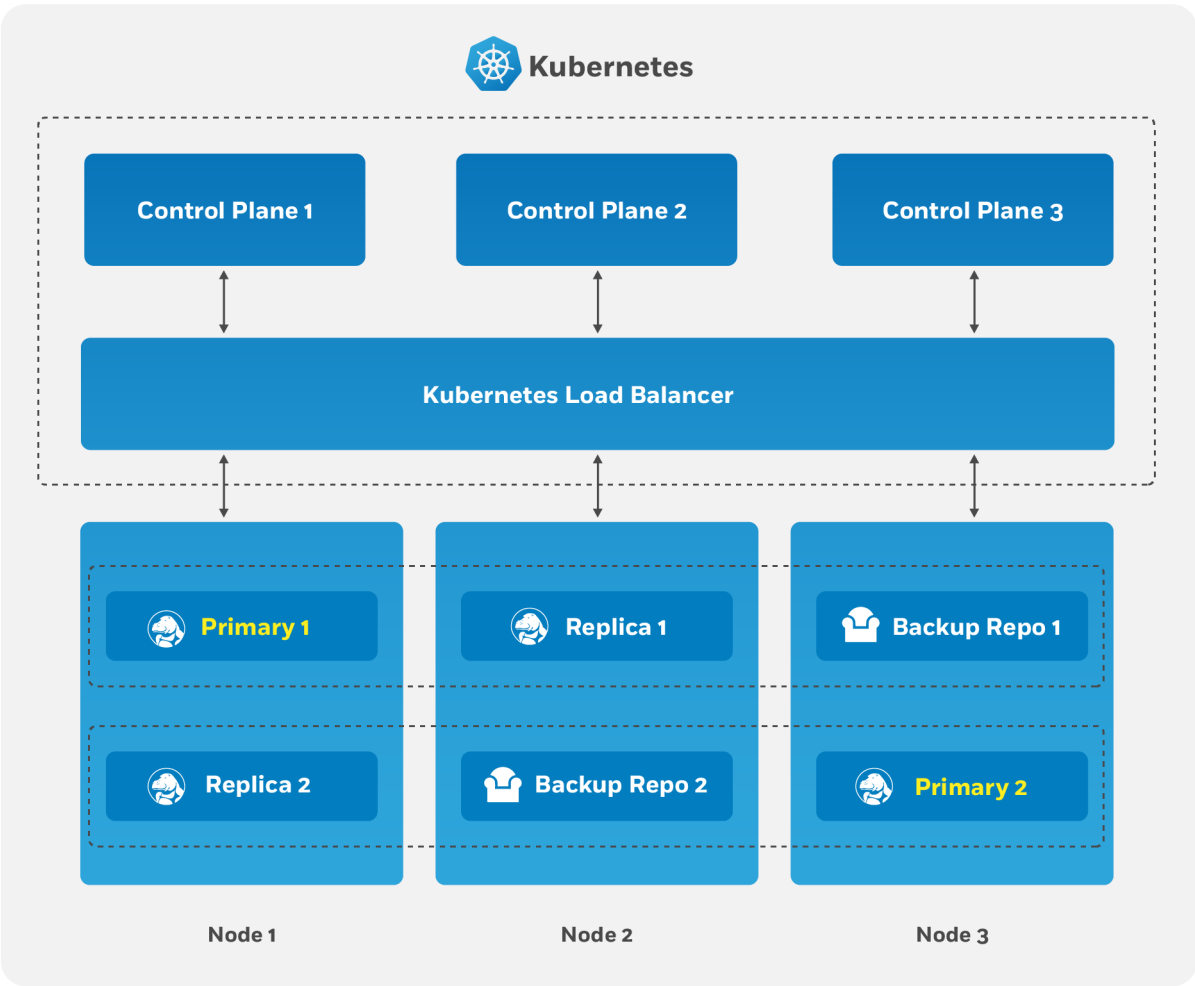 Kubernetes
Control Plane 1
Control Plane 2
Control Plane 3
Kubernetes Load Balancer
Primary 1
Replica 1
Backup Repo 1
Replica 2
Backup Repo 2
Primary 2
Node 1
Node 2
Node 3